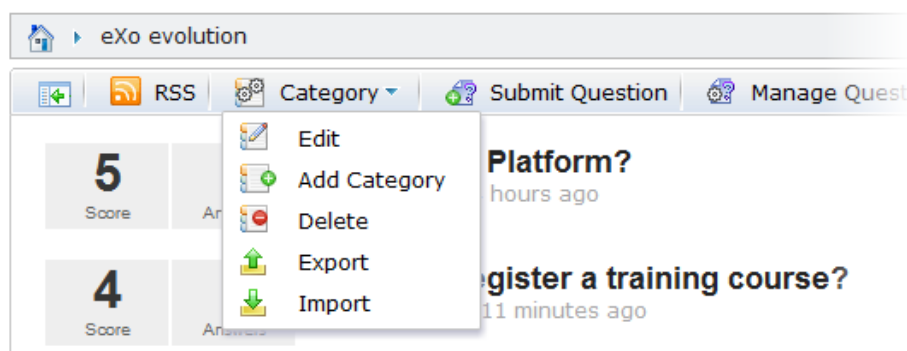 eXo evolution
RSS Category Submit Question Manage Quest
Edit
Add Category
Delete
Export
Import
5
Score
Platform?
hours ago
4
Score
Answers
gister a training course?
11 minutes ago